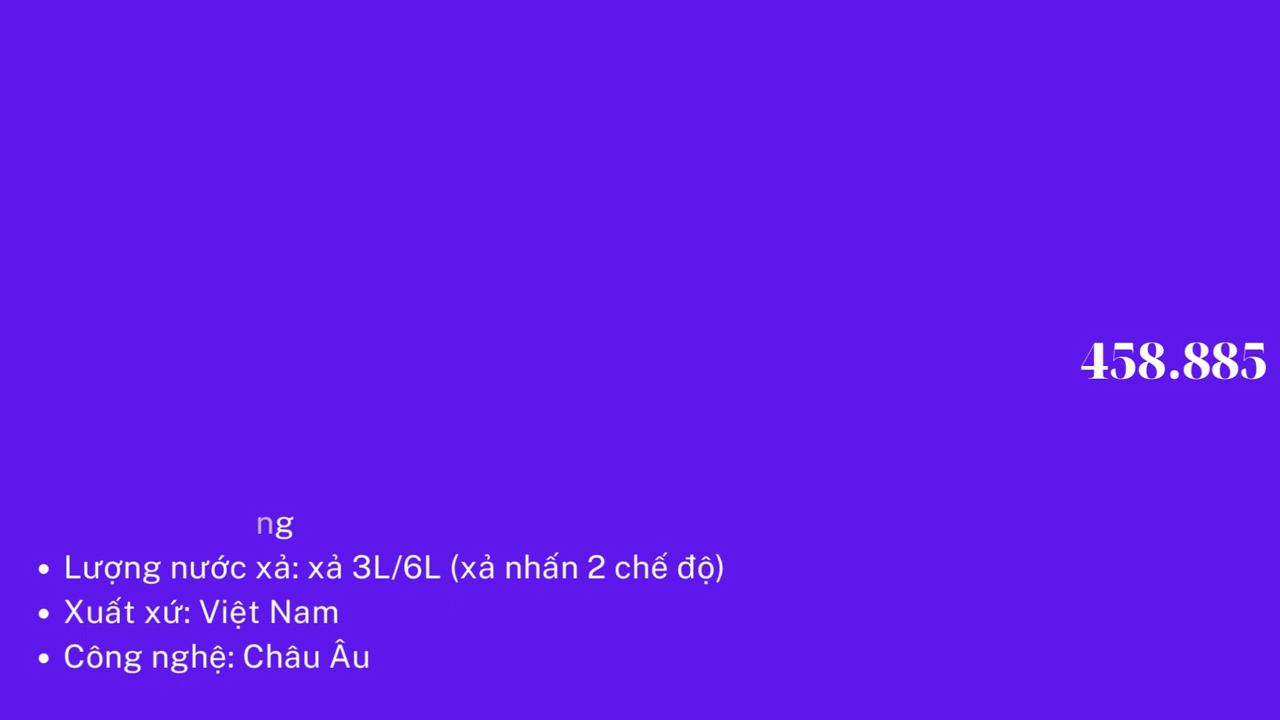 458.885
ng
• Lượng nước xả: xả 3L/6L (xả nhấn 2 chế độ)
• Xuất xứ: Việt Nam
• Công nghệ: Châu Âu